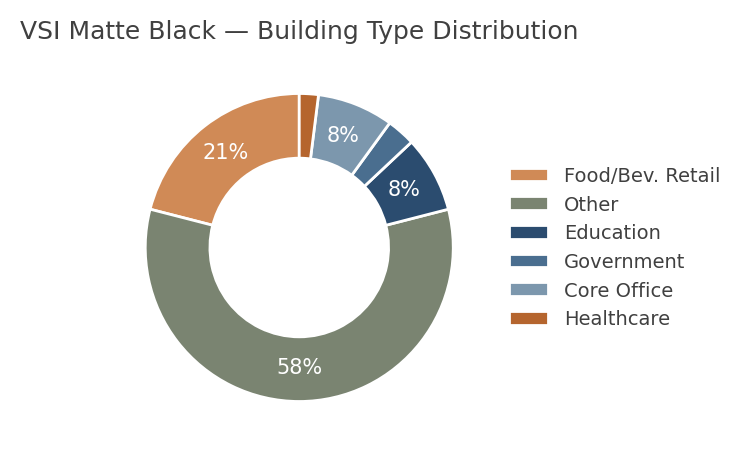 VSI Matte Black — Building Type Distribution
21%
8%
8%
58%
Food/Bev. Retail
Other
Education
Government
Core Office
Healthcare